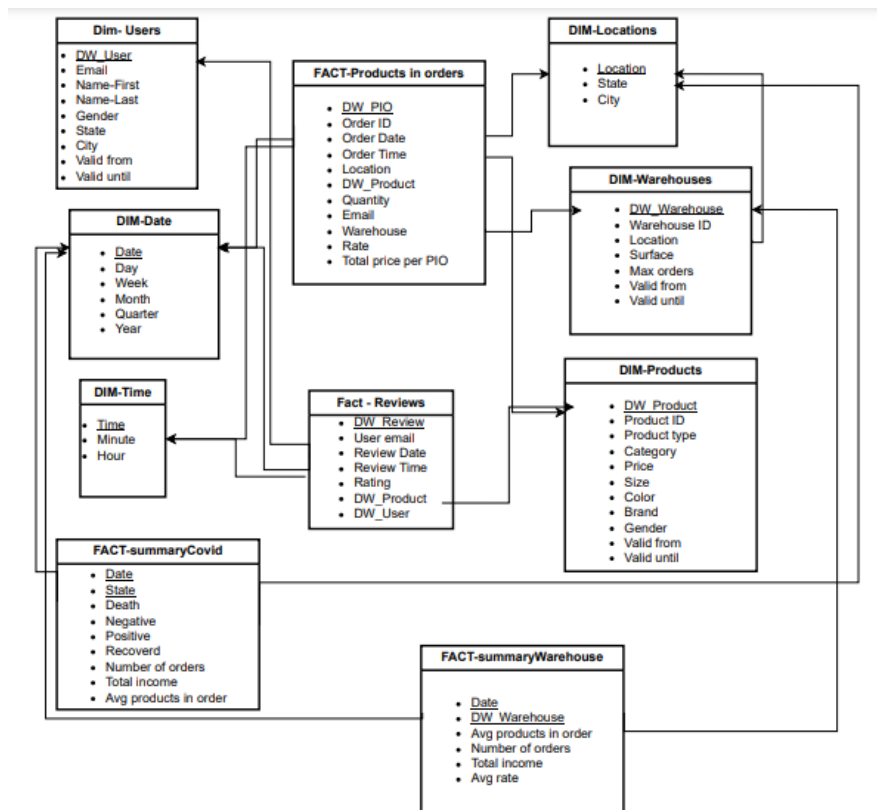 Dim- Users
DW_User
Email
Name-First
Name-Last
Gender
State
City
Valid from
Valid until
FACT-Products in orders
DW_PIO
Order ID
Order Date
Order Time
Location
DW_Product
Quantity
Email
Warehouse
Rate
Total price per PIO
DIM-Locations
Location
State
City
DIM-Warehouses
DW_Warehouse
Warehouse ID
Location
Surface
Max orders
Valid from
Valid until
DIM-Date
Date
Day
Week
Month
Quarter
Year
DIM-Time
Time
Minute
Hour
Fact - Reviews
DW_Review
User email
Review Date
Review Time
Rating
DW_Product
DW_User
DIM-Products
DW_Product
Product ID
Product type
Category
Price
Size
Color
Brand
Gender
Valid from
Valid until
FACT-summaryCovid
Date
State
Death
Negative
Positive
Recoverd
Number of orders
Total income
Avg products in order
FACT-summaryWarehouse
Date
DW_Warehouse
Avg products in order
Number of orders
Total income
Avg rate